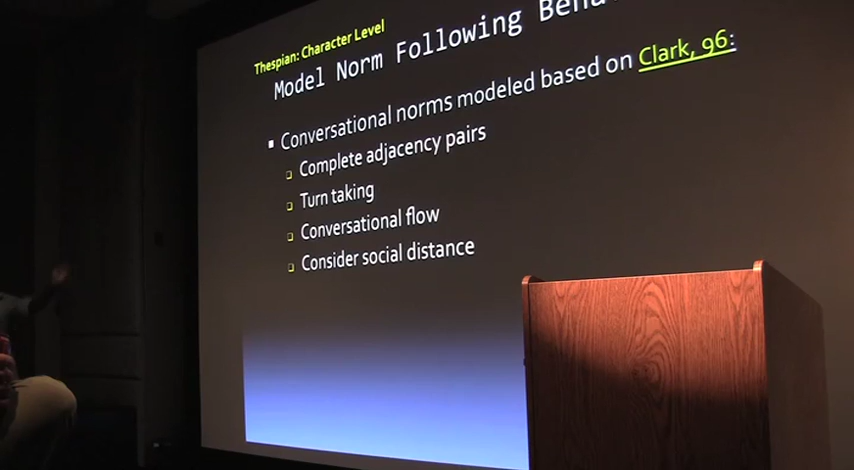 Thespian: Character Level
Model Norm Following
Conversational norms modeled based on Clark, 96:
Complete adjacency pairs
Turn taking
Conversational flow
Consider social distance